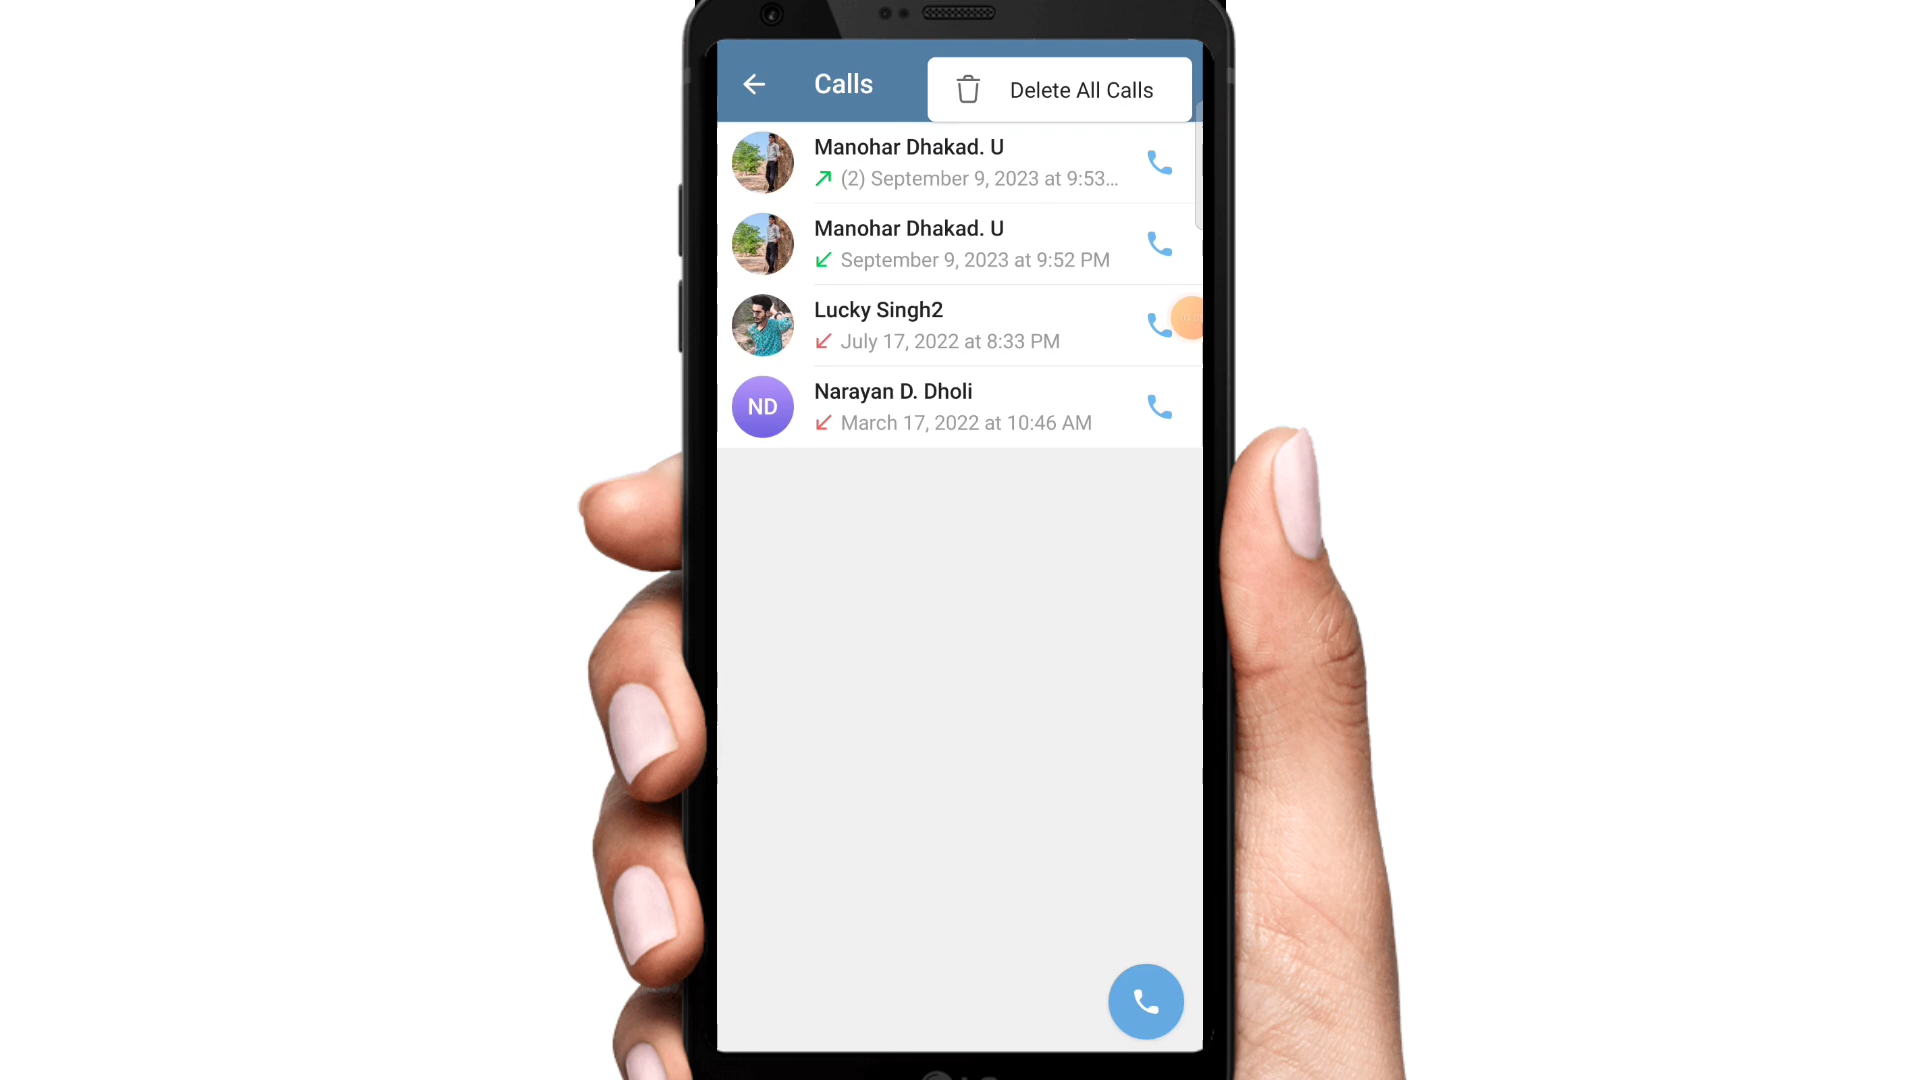 Calls
Delete All Calls
Manohar Dhakad. U
(2) September 9, 2023 at 9:53...
Manohar Dhakad. U
September 9, 2023 at 9:52 PM
Lucky Singh2
July 17, 2022 at 8:33 PM
ND
Narayan D. Dholi
March 17, 2022 at 10:46 AM